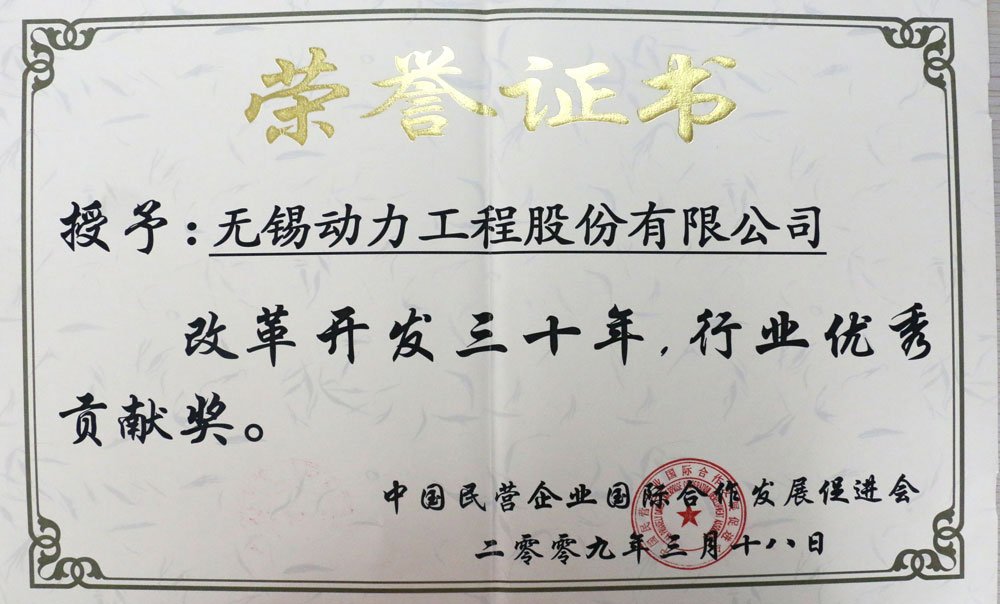 荣誉证书
授予：无锡动力工程股份有限公司
改革开发三十年，行业优秀
贡献奖。
中国民营企业国际合作发展促进会
二零零九年三月十八日